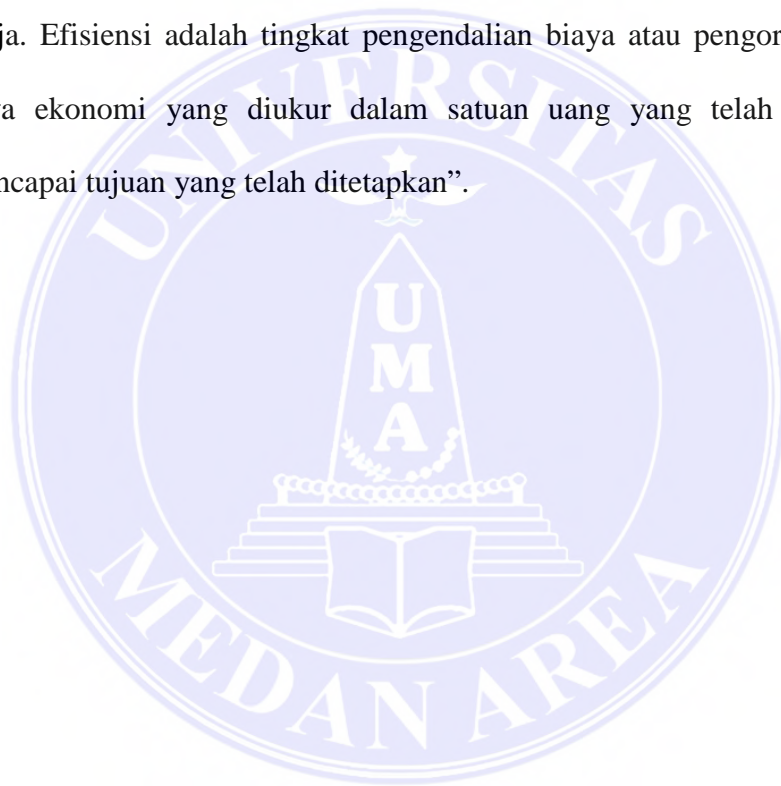 ja. Efisiensi adalah tingkat pengendalian biaya atau pengor
a ekonomi yang diukur dalam satuan uang yang telah
ncapai tujuan yang telah ditetapkan”.
UNIVERSITAS
U
M
A
MEDAN AREA